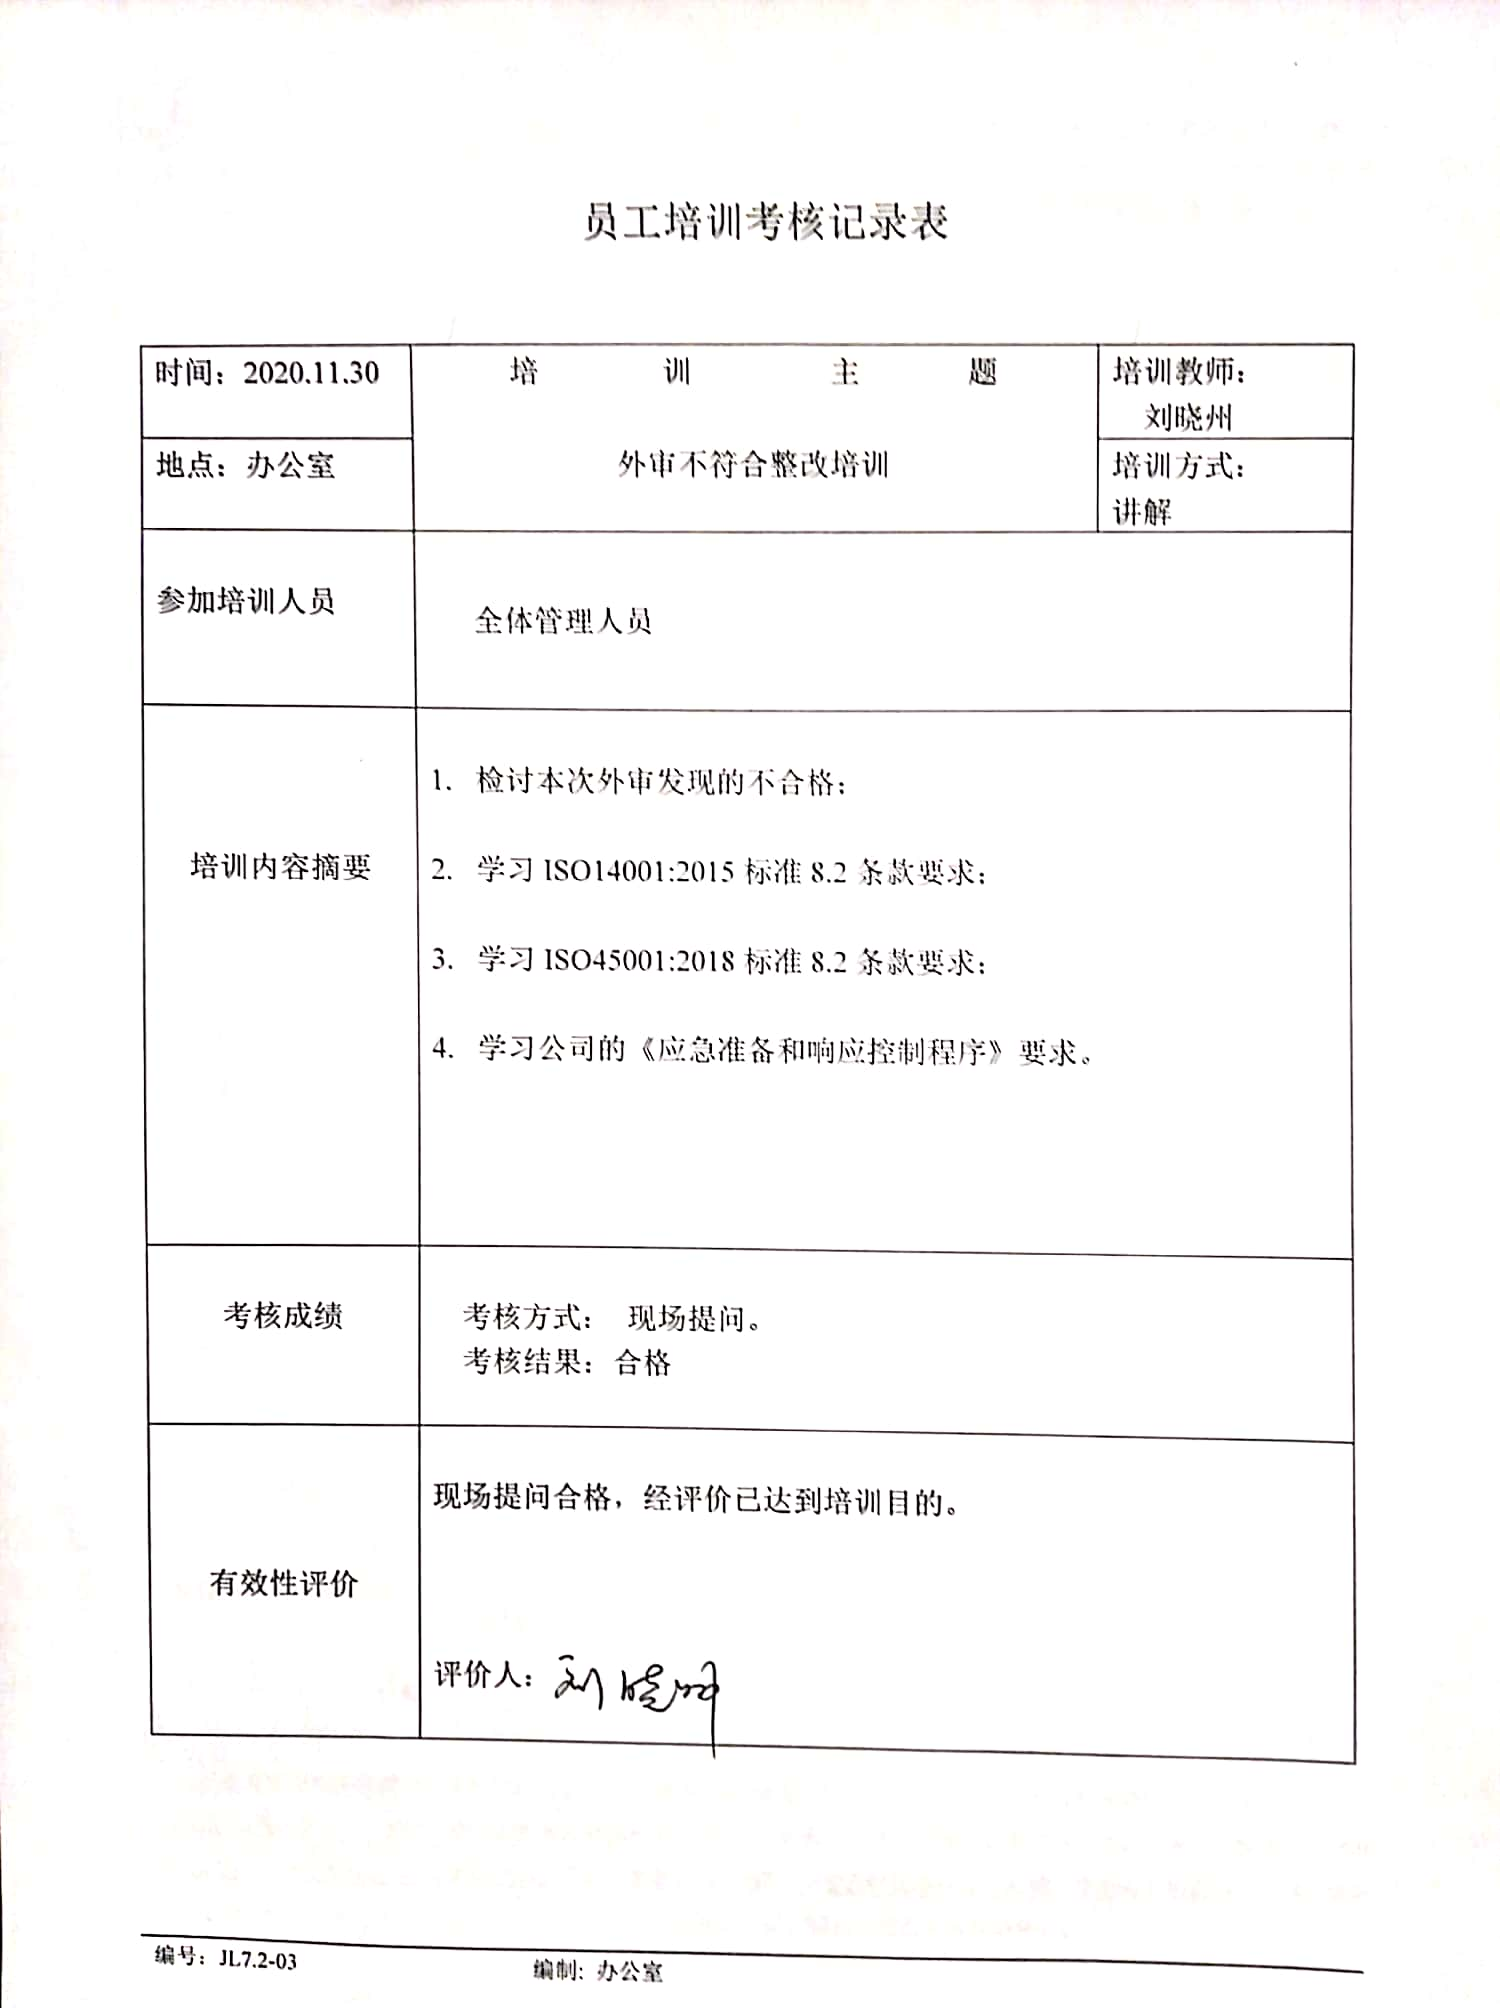 员工培训考核记录表
时间：2020.11.30
培 训 主 题
培训教师：
刘晓州
地点：办公室
外审不符合整改培训
培训方式：
讲解
参加培训人员
全体管理人员
培训内容摘要
1. 检讨本次外审发现的不合格；
2. 学习 ISO14001:2015 标准 8.2 条款要求；
3. 学习 ISO45001:2018 标准 8.2 条款要求；
4. 学习公司的《应急准备和响应控制程序》要求。
考核成绩
考核方式： 现场提问。
考核结果：合格
有效性评价
现场提问合格，经评价已达到培训目的。
评价人：刘晓州
编号：JL7.2-03
编制: 办公室